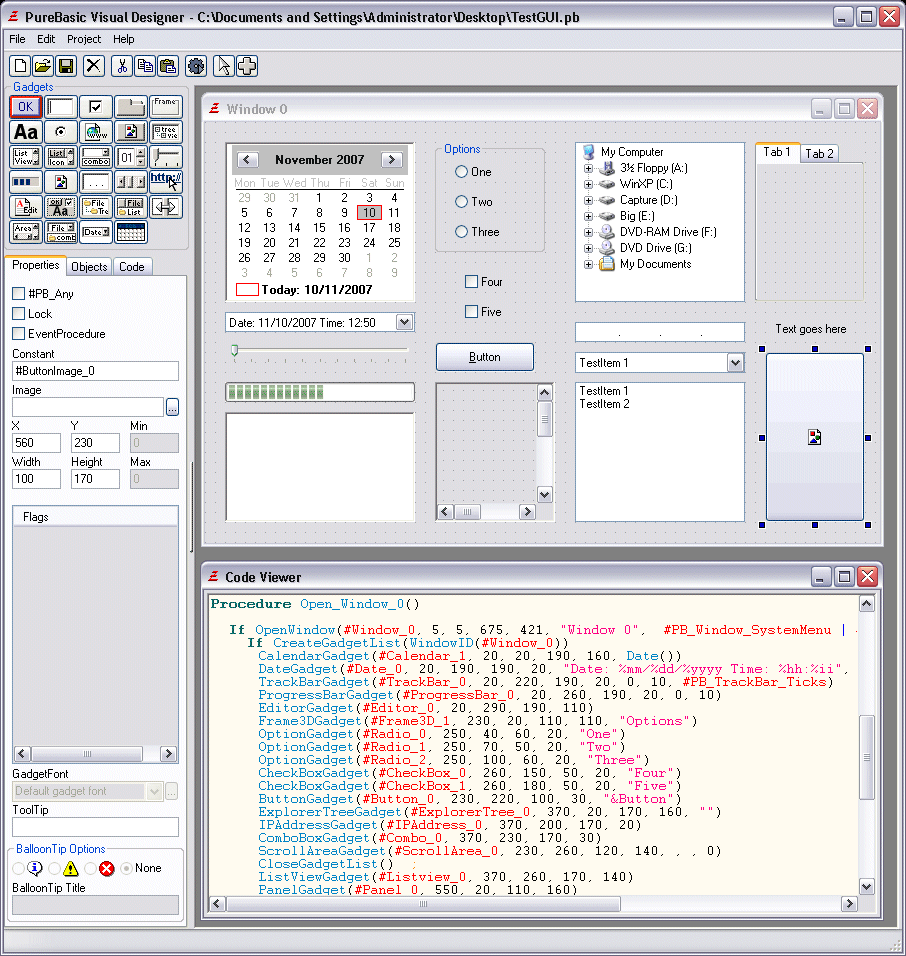 PureBasic Visual Designer - C:\Documents and Settings\Administrator\Desktop\TestGUI.pb
File Edit Project Help
Gadgets
OK Frame
Aa www tree vie
List View List Icon combo 01
... http://
Edit Aa File Tre File List
Area File comb Date
Properties Objects Code
#PB_Any
Lock
EventProcedure
Constant
#ButtonImage_0
Image
...
X Y Min
560 230 0
Width Height Max
100 170 0
Flags
GadgetFont
Default gadget font ...
ToolTip
BalloonTip Options
None
BalloonTip Title
Window 0
November 2007
Mon Tue Wed Thu Fri Sat Sun
29 30 31 1 2 3 4
5 6 7 8 9 10 11
12 13 14 15 16 17 18
19 20 21 22 23 24 25
26 27 28 29 30 1 2
3 4 5 6 7 8 9
Today: 10/11/2007
Date: 11/10/2007 Time: 12:50
Options
One
Two
Three
Four
Five
Button
My Computer
3½ Floppy (A:)
WinXP (C:)
Capture (D:)
Big (E:)
DVD-RAM Drive (F:)
DVD Drive (G:)
My Documents
. . .
TestItem 1
TestItem 1
TestItem 2
Tab 1 Tab 2
Text goes here
Code Viewer
Procedure Open_Window_0()
If OpenWindow(#Window_0, 5, 5, 675, 421, "Window 0", #PB_Window_SystemMenu |
If CreateGadgetList(WindowID(#Window_0))
CalendarGadget(#Calendar_1, 20, 20, 190, 160, Date())
DateGadget(#Date_0, 20, 190, 190, 20, "Date: %mm/%dd/%yyyy Time: %hh:%ii",
TrackBarGadget(#TrackBar_0, 20, 220, 190, 20, 0, 10, #PB_TrackBar_Ticks)
ProgressBarGadget(#ProgressBar_0, 20, 260, 190, 20, 0, 10)
EditorGadget(#Editor_0, 20, 290, 190, 110)
Frame3DGadget(#Frame3D_1, 230, 20, 110, 110, "Options")
OptionGadget(#Radio_0, 250, 40, 60, 20, "One")
OptionGadget(#Radio_1, 250, 70, 50, 20, "Two")
OptionGadget(#Radio_2, 250, 100, 60, 20, "Three")
CheckBoxGadget(#CheckBox_0, 260, 150, 50, 20, "Four")
CheckBoxGadget(#CheckBox_1, 260, 180, 50, 20, "Five")
ButtonGadget(#Button_0, 230, 220, 100, 30, "&Button")
ExplorerTreeGadget(#ExplorerTree_0, 370, 20, 170, 160, "")
IPAddressGadget(#IPAddress_0, 370, 200, 170, 20)
ComboBoxGadget(#Combo_0, 370, 230, 170, 30)
ScrollAreaGadget(#ScrollArea_0, 230, 260, 120, 140, , , 0)
CloseGadgetList()
ListViewGadget(#Listview_0, 370, 260, 170, 140)
PanelGadget(#Panel_0, 550, 20, 110, 160)